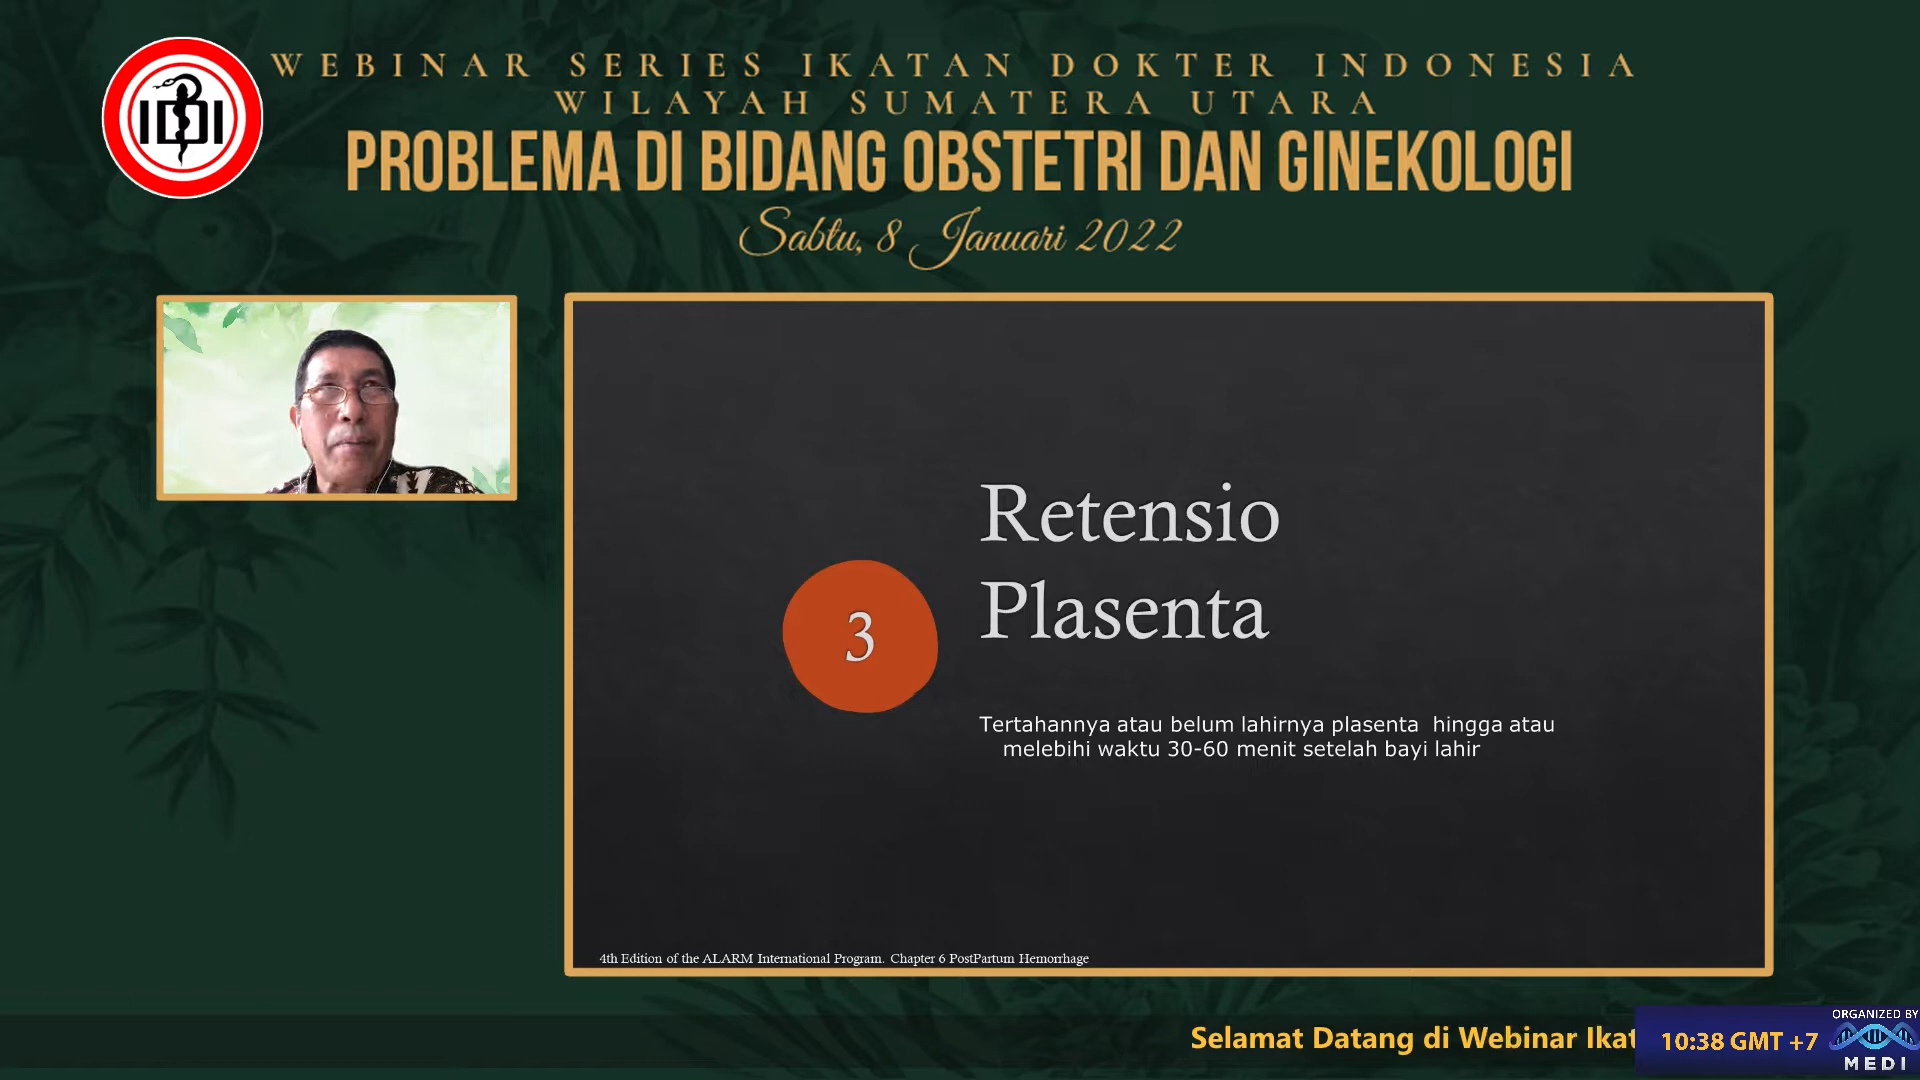 WEBINAR SERIES IKATAN DOKTER INDONESIA
WILAYAH SUMATERA UTARA
PROBLEMA DI BIDANG OBSTETRI DAN GINEKOLOGI
Sabtu, 8 Januari 2022
IDI
3
Retensio
Plasenta
Tertahannya atau belum lahirnya plasenta hingga atau
melebihi waktu 30-60 menit setelah bayi lahir
4th Edition of the ALARM International Program. Chapter 6 PostPartum Hemorrhage
Selamat Datang di Webinar Ikat
10:38 GMT +7
ORGANIZED BY
MEDI